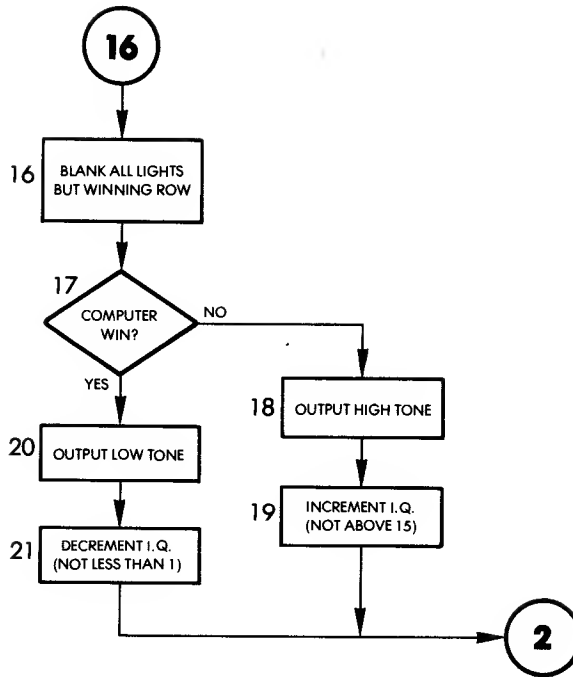 16
16
BLANK ALL LIGHTS
BUT WINNING ROW
17
COMPUTER
WIN?
NO
YES
18
OUTPUT HIGH TONE
20
OUTPUT LOW TONE
19
INCREMENT I.Q.
(NOT ABOVE 15)
21
DECREMENT I.Q.
(NOT LESS THAN 1)
2